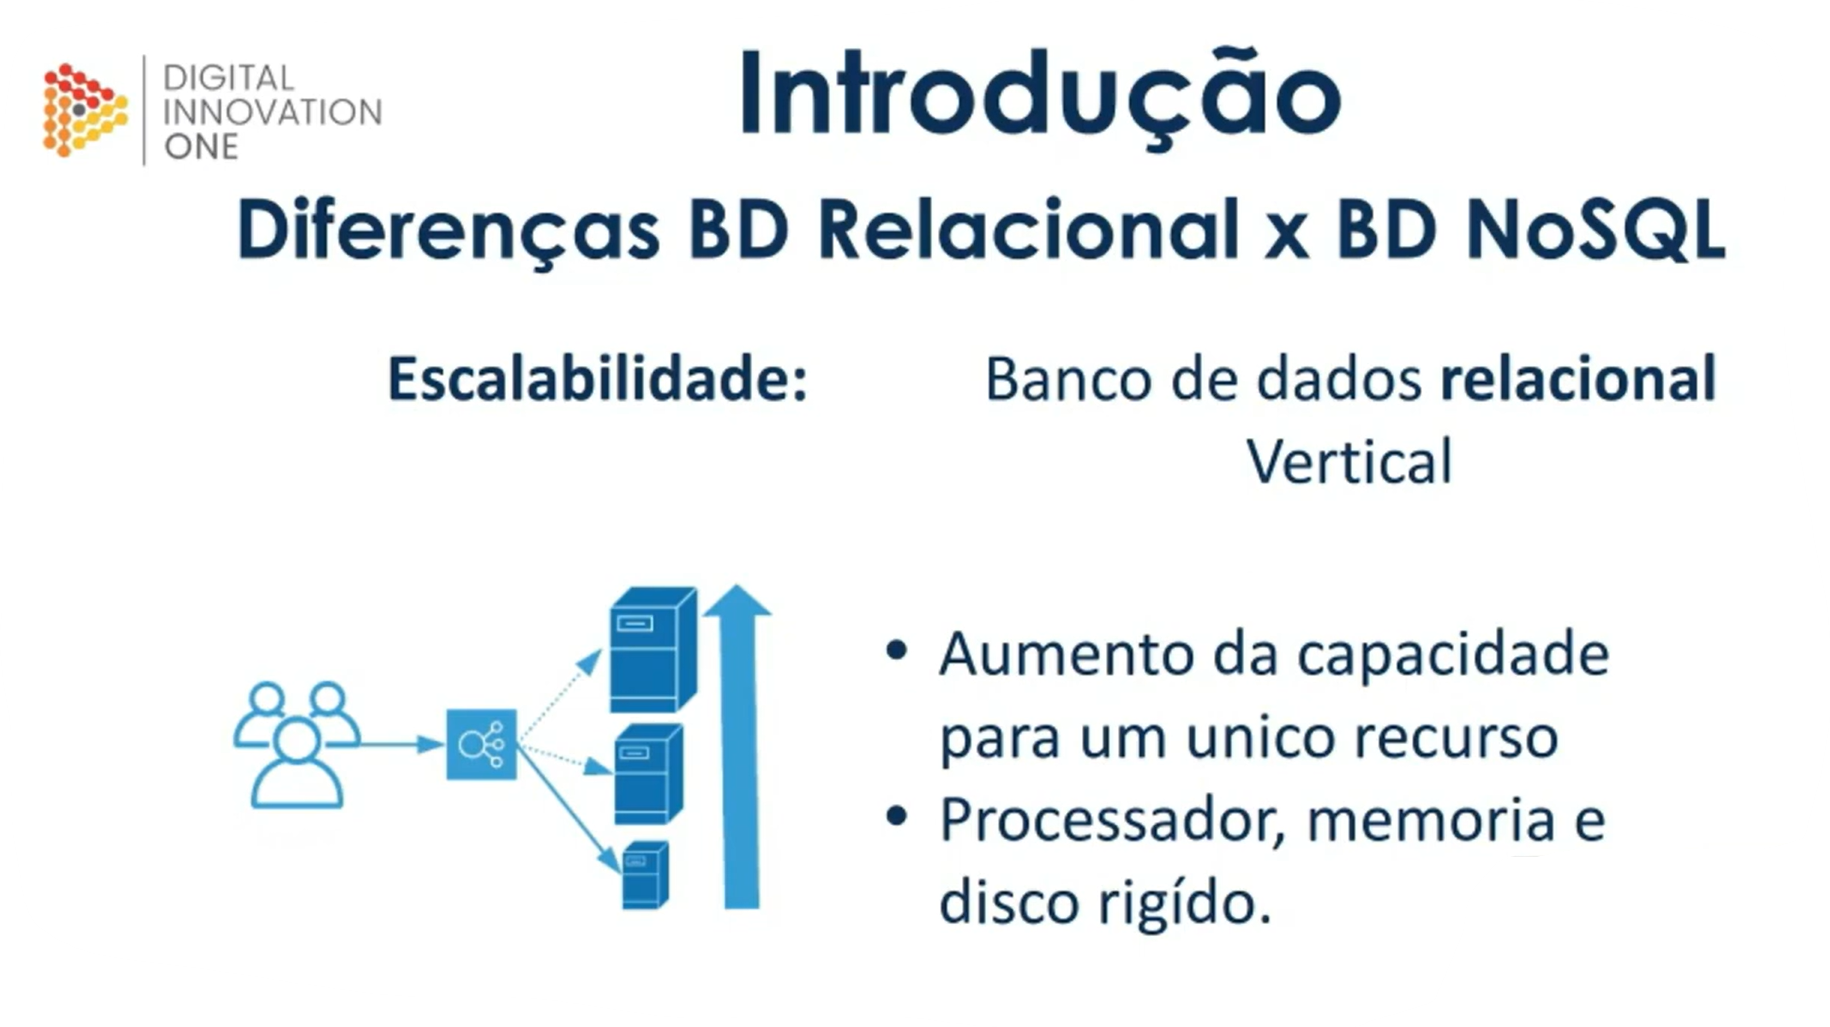 DIGITAL
INNOVATION
ONE
Introdução
Diferenças BD Relacional x BD NoSQL
Escalabilidade:
Banco de dados relacional
Vertical
• Aumento da capacidade
para um unico recurso
• Processador, memoria e
disco rigído.